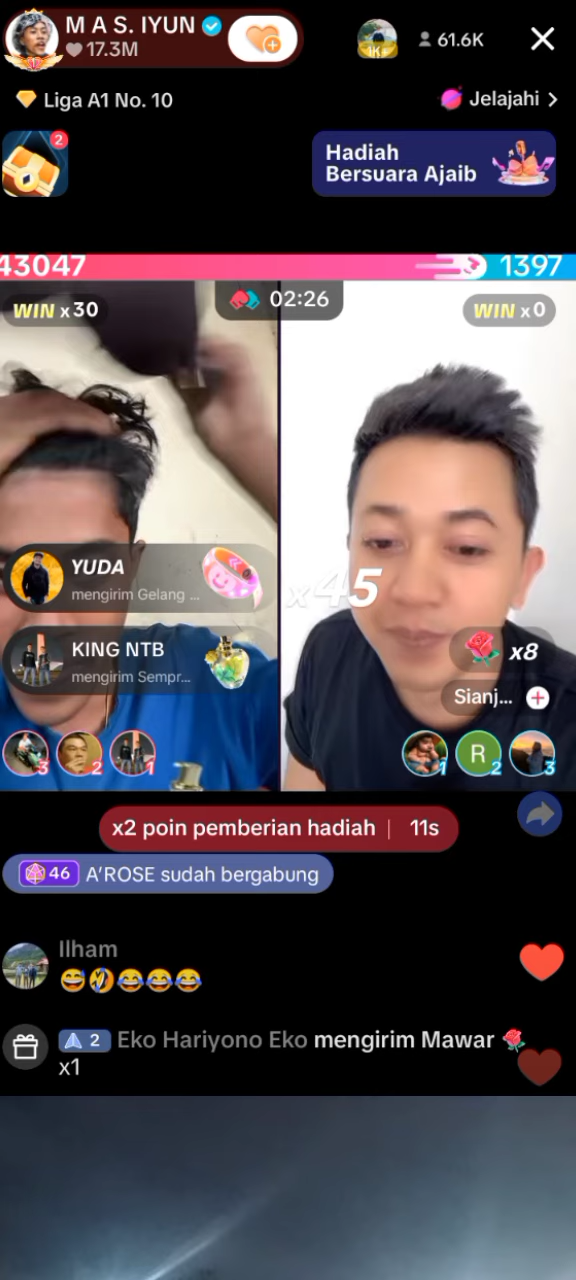 M A S. IYUN
17.3M
1K+
61.6K
Liga A1 No. 10
Jelajahi >
2
Hadiah
Bersuara Ajaib
43047
1397
WIN x30
02:26
WIN x0
YUDA
mengirim Gelang ...
x45
KING NTB
mengirim Sempr...
x8
Sianj...
3
2
1
1
R
2
3
x2 poin pemberian hadiah | 11s
46 A'ROSE sudah bergabung
Ilham
😅🤣😂😂😂
2 Eko Hariyono Eko mengirim Mawar 🌹
x1